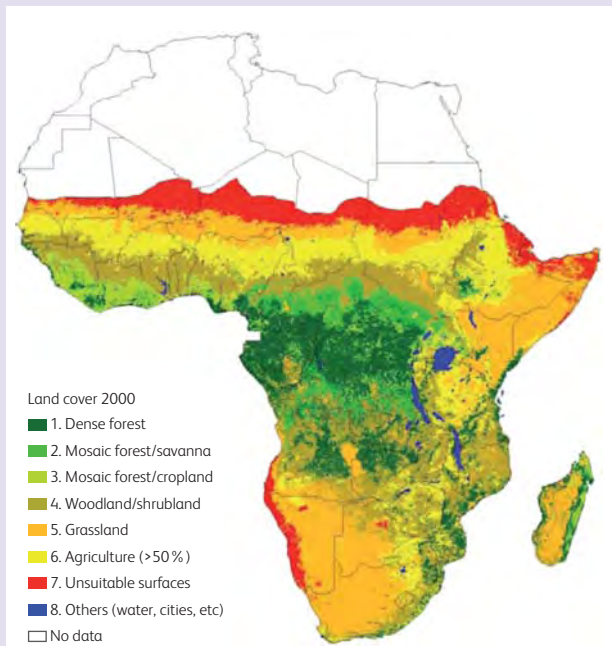 Land cover 2000
1. Dense forest
2. Mosaic forest/savanna
3. Mosaic forest/cropland
4. Woodland/shrubland
5. Grassland
6. Agriculture (>50%)
7. Unsuitable surfaces
8. Others (water, cities, etc)
No data